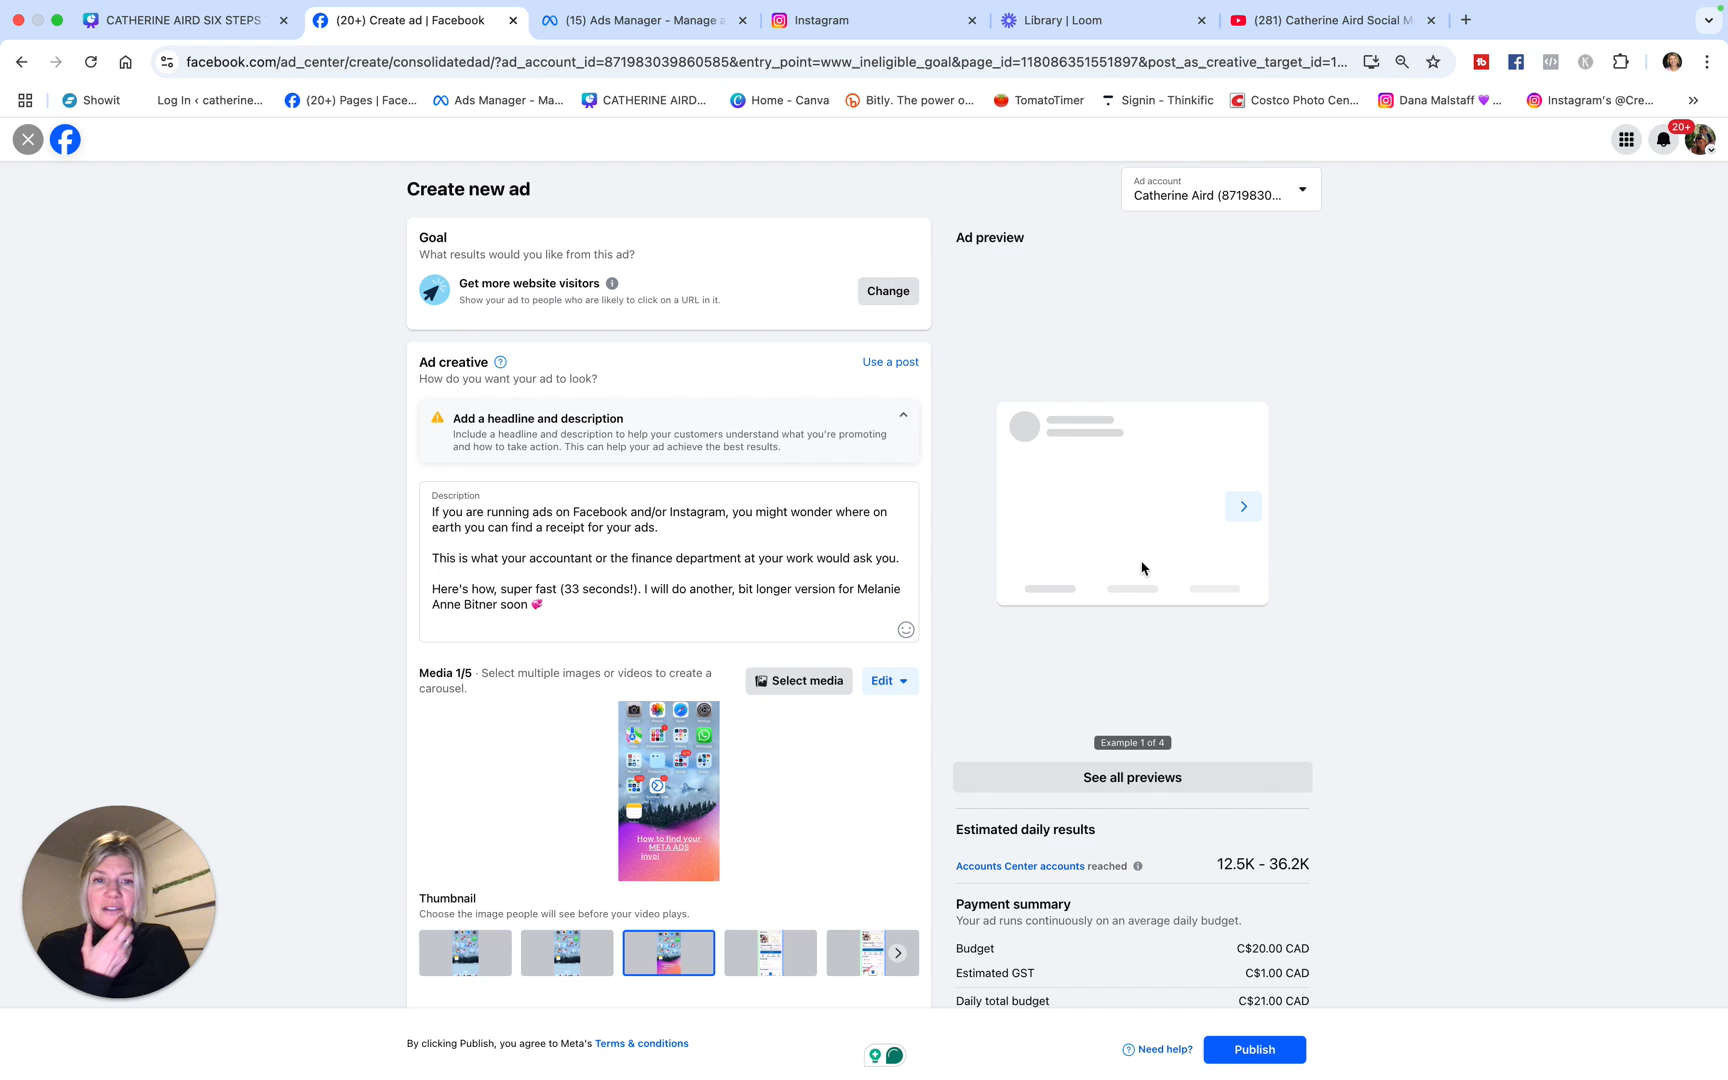 CATHERINE AIRD SIX STEPS
(20+) Create ad | Facebook
(15) Ads Manager - Manage a
Instagram
Library | Loom
(281) Catherine Aird Social M
facebook.com/ad_center/create/consolidatedad/?ad_account_id=871983039860585&entry_point=www_ineligible_goal&page_id=118086351551897&post_as_creative_target_id=1...
Showit
Log In ‹ catherine...
(20+) Pages | Face...
Ads Manager - Ma...
CATHERINE AIRD...
Home - Canva
Bitly. The power o...
TomatoTimer
Signin - Thinkific
Costco Photo Cen...
Dana Malstaff 💜 ...
Instagram's @Cre...
20+
Create new ad
Ad account
Catherine Aird (8719830...
Goal
What results would you like from this ad?
Get more website visitors
Show your ad to people who are likely to click on a URL in it.
Change
Ad creative
Use a post
How do you want your ad to look?
Add a headline and description
Include a headline and description to help your customers understand what you're promoting
and how to take action. This can help your ad achieve the best results.
Description
If you are running ads on Facebook and/or Instagram, you might wonder where on
earth you can find a receipt for your ads.
This is what your accountant or the finance department at your work would ask you.
Here's how, super fast (33 seconds!). I will do another, bit longer version for Melanie
Anne Bitner soon 💞
Media 1/5 · Select multiple images or videos to create a
carousel.
Select media
Edit
How to find your
META ADS
invoi
Thumbnail
Choose the image people will see before your video plays.
Ad preview
Example 1 of 4
See all previews
Estimated daily results
Accounts Center accounts reached
12.5K - 36.2K
Payment summary
Your ad runs continuously on an average daily budget.
Budget
C$20.00 CAD
Estimated GST
C$1.00 CAD
Daily total budget
C$21.00 CAD
By clicking Publish, you agree to Meta's Terms & conditions
Need help?
Publish